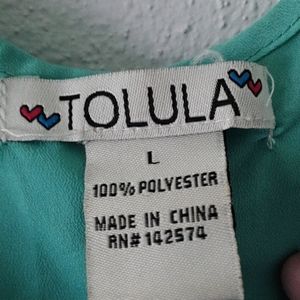 TOLULA
L
100% POLYESTER
MADE IN CHINA
RN# 142574